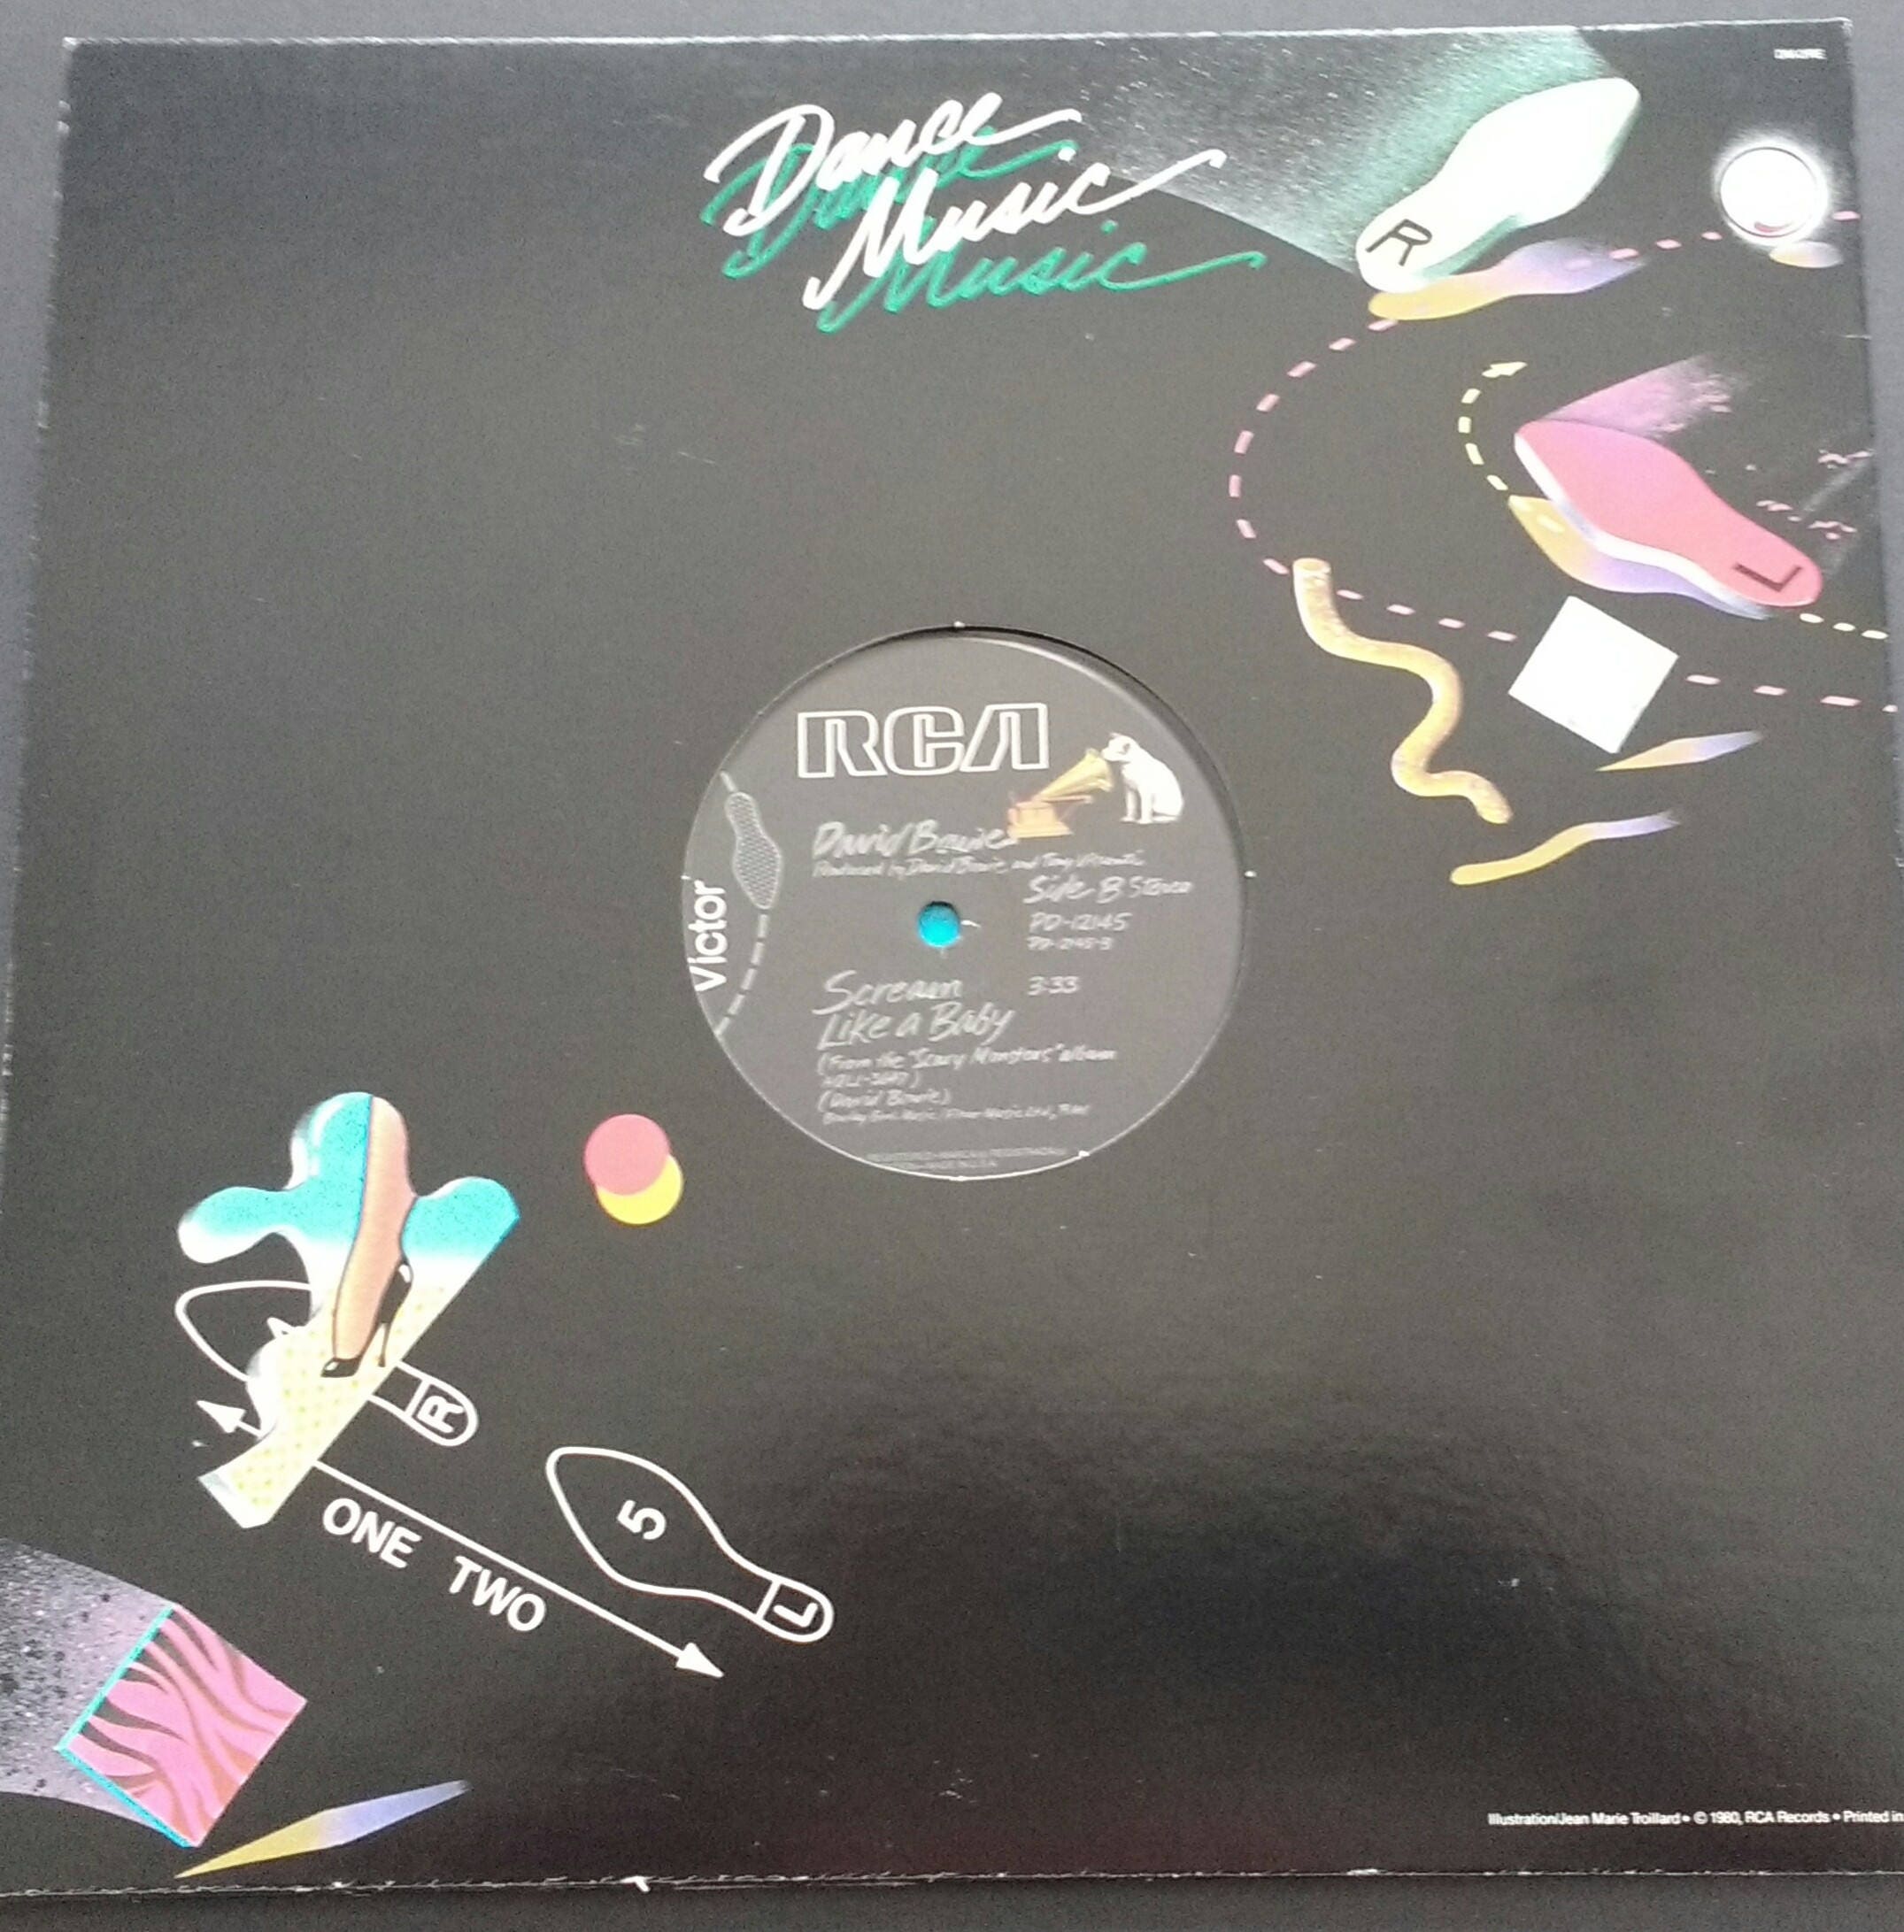 Dance
Dance
Music
Music
R
L
RCA
Victor
David Bowie
Produced by David Bowie and Tony Visconti
Side B Stereo
PD-12145
3:33
Scream
Like a Baby
(From the "Scary Monsters" album
(David Bowie)
R
5
L
ONE TWO
Illustration/Jean Marie Troillard • © 1980, RCA Records • Printed in